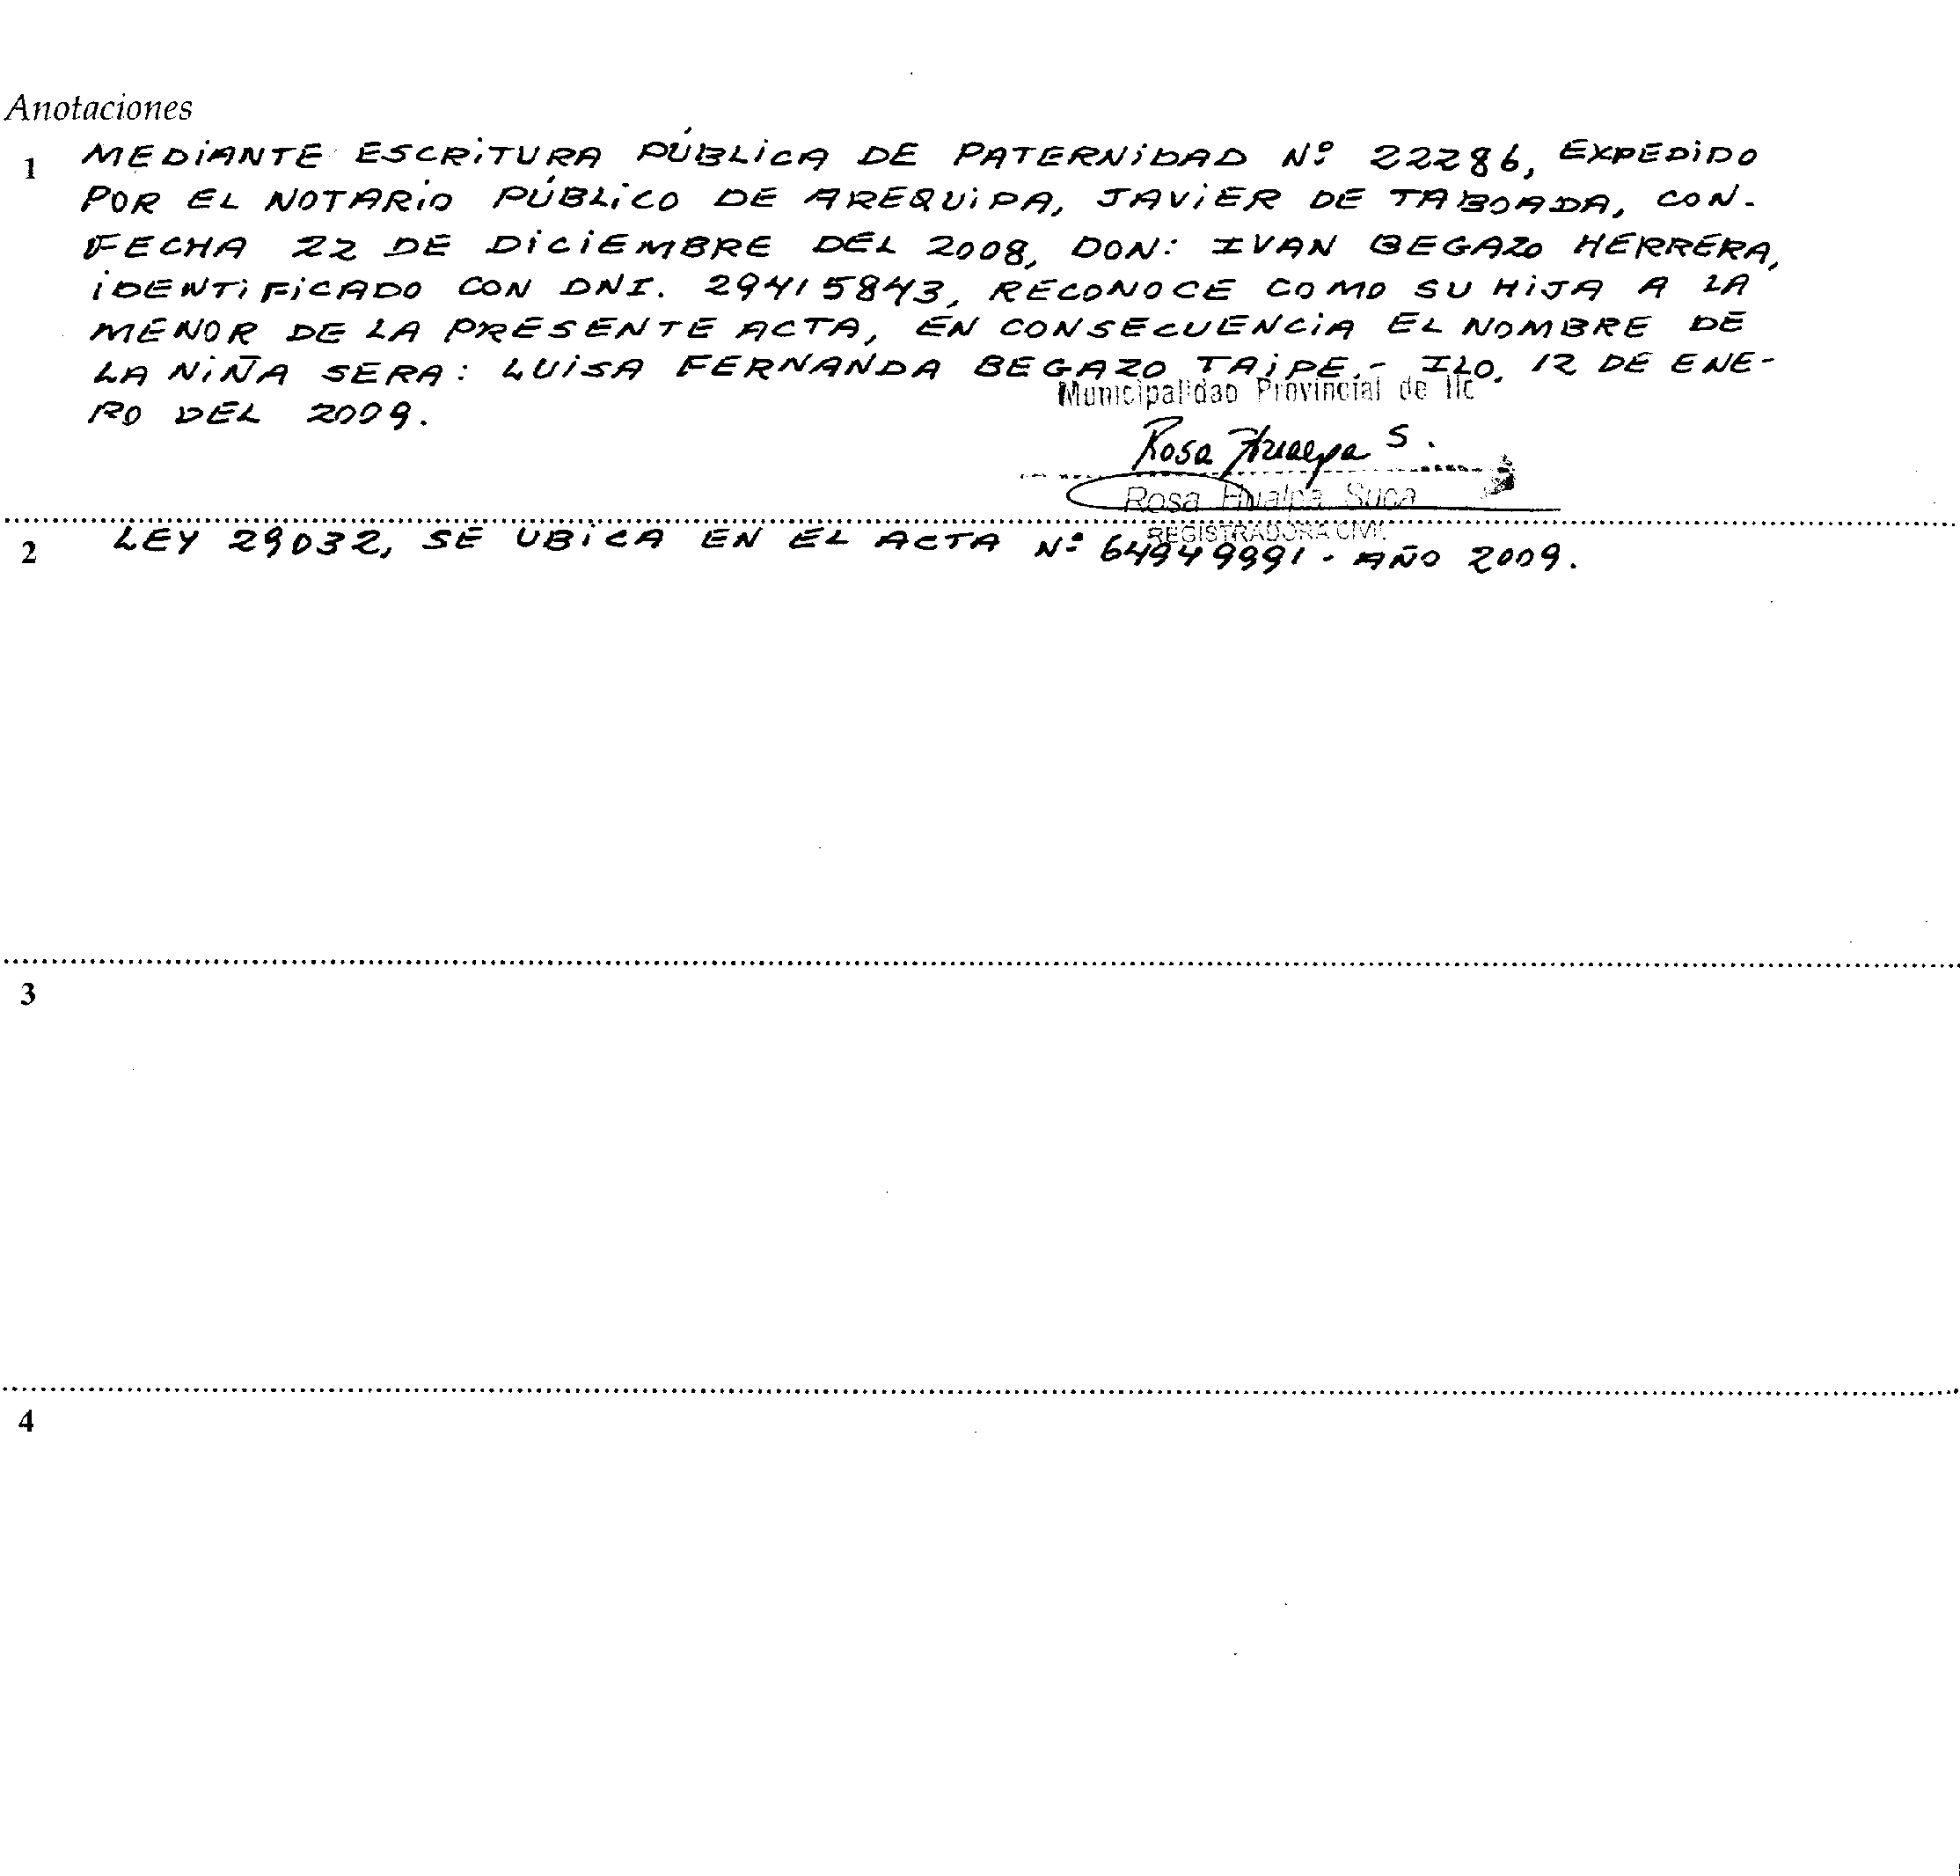 Anotaciones
1 MEDIANTE ESCRITURA PÚBLICA DE PATERNIDAD Nº 22286, EXPEDIDO
POR EL NOTARIO PÚBLICO DE AREQUIPA, JAVIER DE TABOADA, CON-
FECHA 22 DE DICIEMBRE DEL 2008, DON: IVAN BEGAZO HERRERA,
IDENTIFICADO CON DNI. 29415843, RECONOCE COMO SU HIJA A LA
MENOR DE LA PRESENTE ACTA, EN CONSECUENCIA EL NOMBRE DE
LA NIÑA SERA: LUISA FERNANDA BEGAZO TAIPE.- ILO, 12 DE ENE-
RO DEL 2009.
Municipalidad Provincial de Ilo
Rosa Hualpa S.
Rosa Hualpa Suca
REGISTRADORA CIVIL
2 LEY 29032, SE UBICA EN EL ACTA Nº 64949991 - AÑO 2009.
3
4